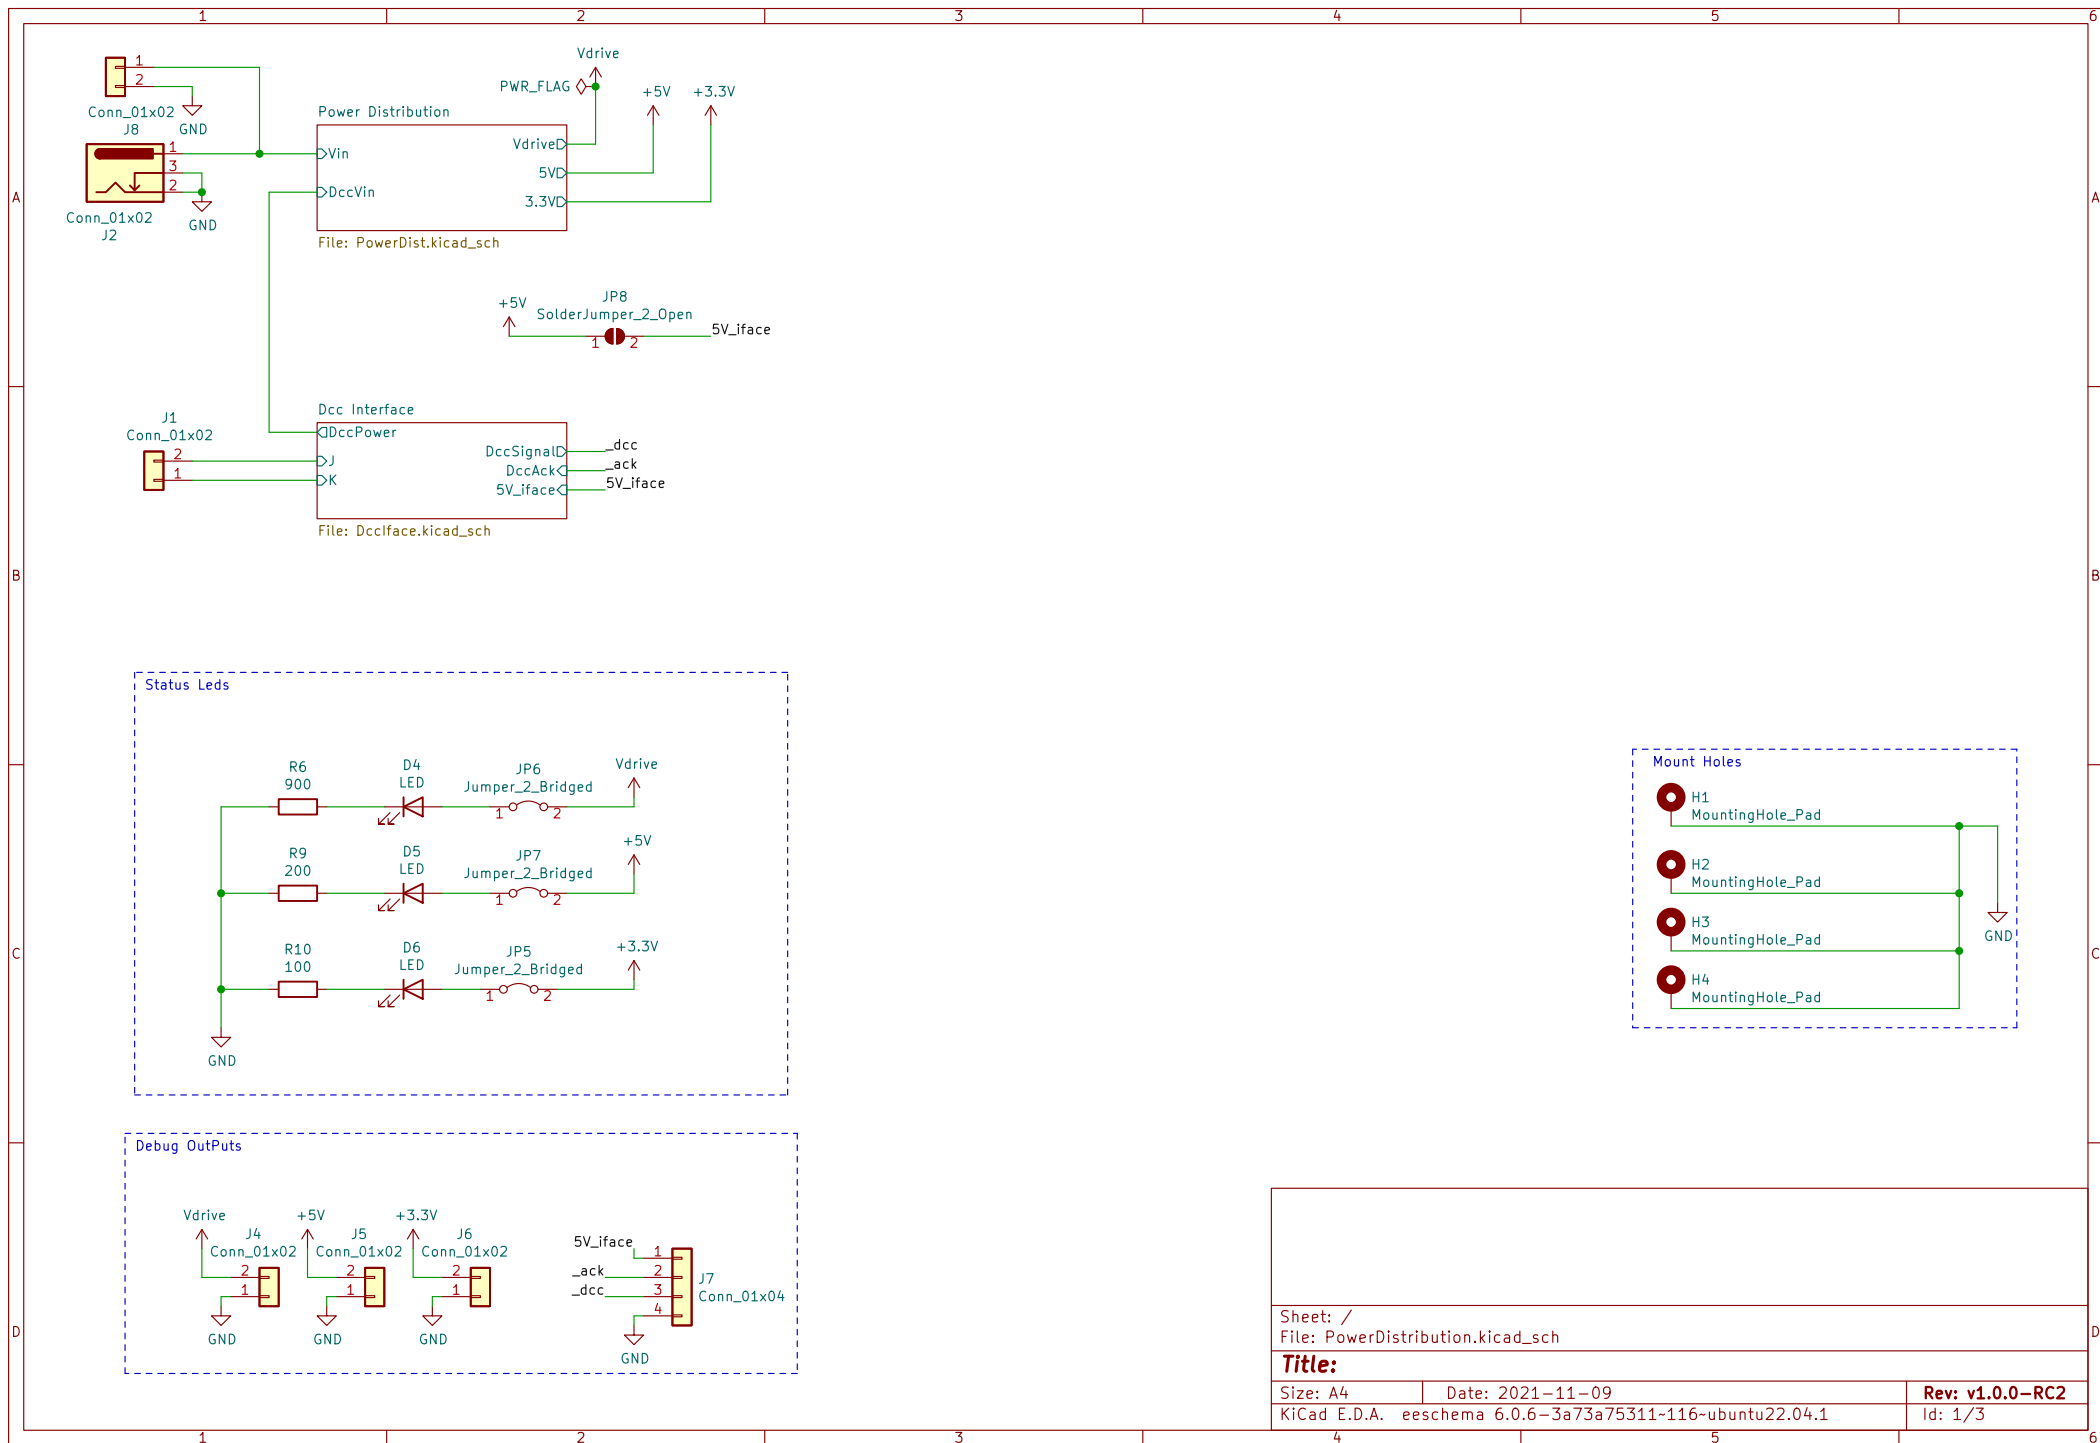 1 2 3 4 5 6
A
B
C
D
A
B
C
D
1 2 3 4 5 6
1
2
Conn_01x02
J8
GND
1
3
2
Conn_01x02
J2
GND
Power Distribution
Vin
DccVin
Vdrive
5V
3.3V
File: PowerDist.kicad_sch
Vdrive
PWR_FLAG
+5V
+3.3V
JP8
SolderJumper_2_Open
+5V
1 2
5V_iface
J1
Conn_01x02
2
1
Dcc Interface
DccPower
J
K
DccSignal
DccAck
5V_iface
_dcc
_ack
5V_iface
File: DccIface.kicad_sch
Status Leds
R6
900
D4
LED
JP6
Jumper_2_Bridged
1 2
Vdrive
R9
200
D5
LED
JP7
Jumper_2_Bridged
1 2
+5V
R10
100
D6
LED
JP5
Jumper_2_Bridged
1 2
+3.3V
GND
Mount Holes
H1
MountingHole_Pad
H2
MountingHole_Pad
H3
MountingHole_Pad
H4
MountingHole_Pad
GND
Debug OutPuts
Vdrive
J4
Conn_01x02
2
1
GND
+5V
J5
Conn_01x02
2
1
GND
+3.3V
J6
Conn_01x02
2
1
GND
5V_iface
_ack
_dcc
1
2
3
4
J7
Conn_01x04
GND
Sheet: /
File: PowerDistribution.kicad_sch
Title:
Size: A4 Date: 2021-11-09 Rev: v1.0.0-RC2
KiCad E.D.A. eeschema 6.0.6-3a73a75311~116~ubuntu22.04.1 Id: 1/3